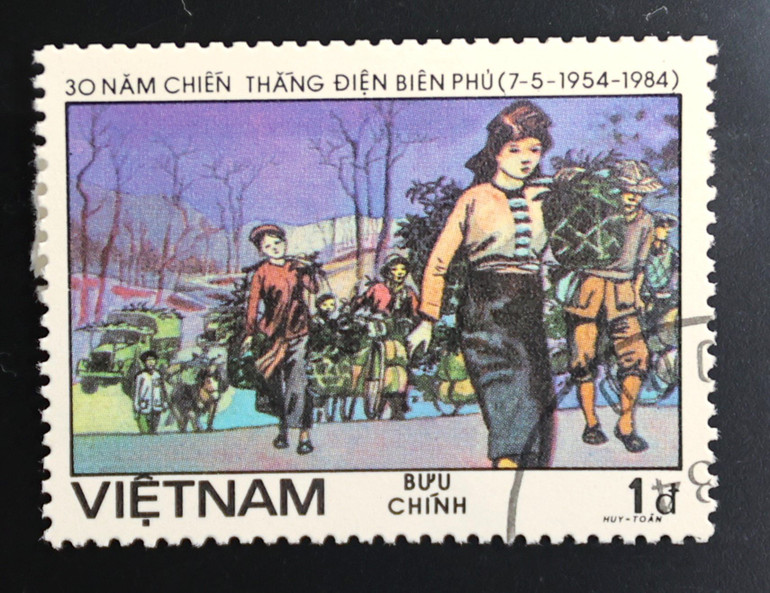 30 NĂM CHIẾN THẮNG ĐIỆN BIÊN PHỦ (7-5-1954-1984)
VIỆTNAM
BƯU
CHÍNH
1đ
HUY-TOÀN